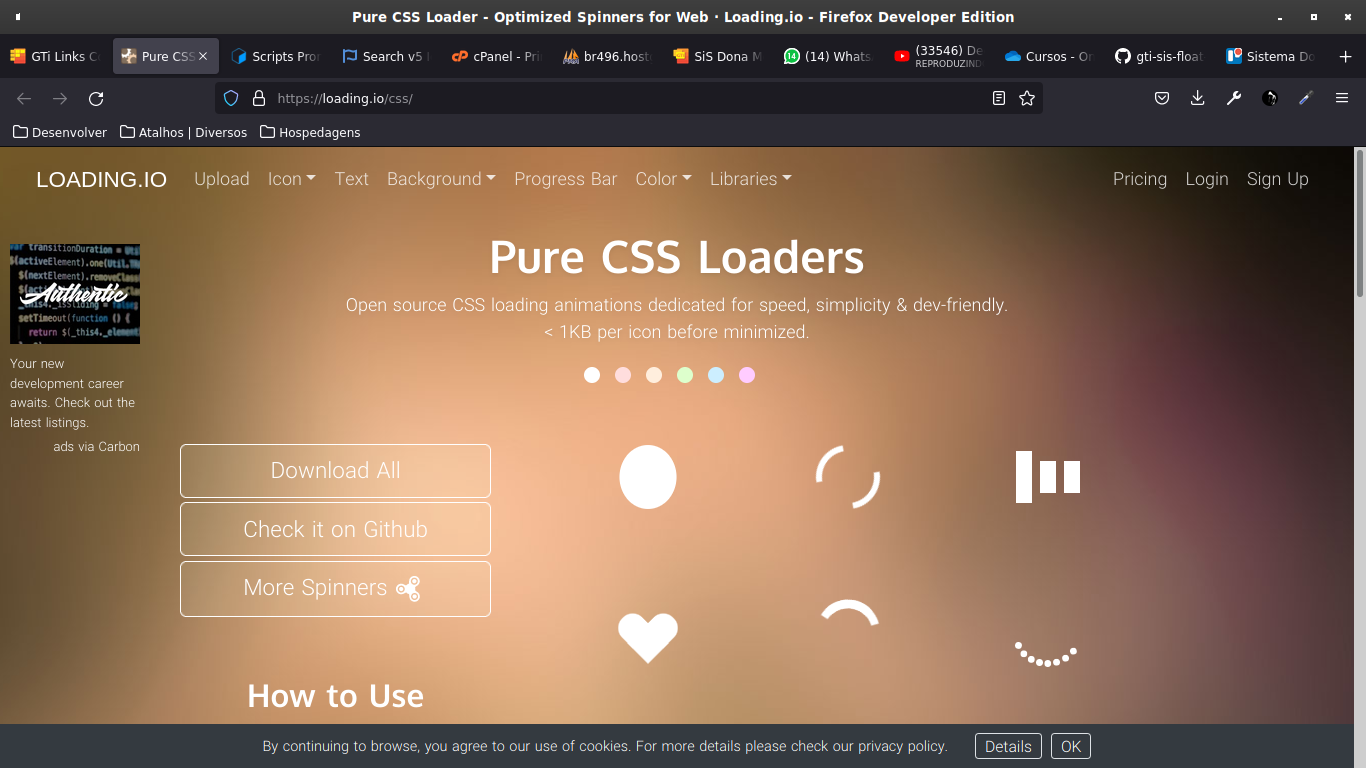 Pure CSS Loader - Optimized Spinners for Web · Loading.io - Firefox Developer Edition
GTi Links C
Pure CSS
Scripts Pro
Search v5
cPanel - Pri
br496.host
SiS Dona M
(14) Whats
(33546) De
REPRODUZIND
Cursos - On
gti-sis-float
Sistema Do
https://loading.io/css/
Desenvolver
Atalhos | Diversos
Hospedagens
LOADING.IO
Upload
Icon
Text
Background
Progress Bar
Color
Libraries
Pricing
Login
Sign Up
var transitionDuration = Uti
$(activeElement).one(Util.TR
$(nextElement).removeClas
Authentic
setTimeout(function () {
return $(_this4._element
Your new
development career
awaits. Check out the
latest listings.
ads via Carbon
Pure CSS Loaders
Open source CSS loading animations dedicated for speed, simplicity & dev-friendly.
< 1KB per icon before minimized.
Download All
Check it on Github
More Spinners
How to Use
By continuing to browse, you agree to our use of cookies. For more details please check our privacy policy.
Details
OK